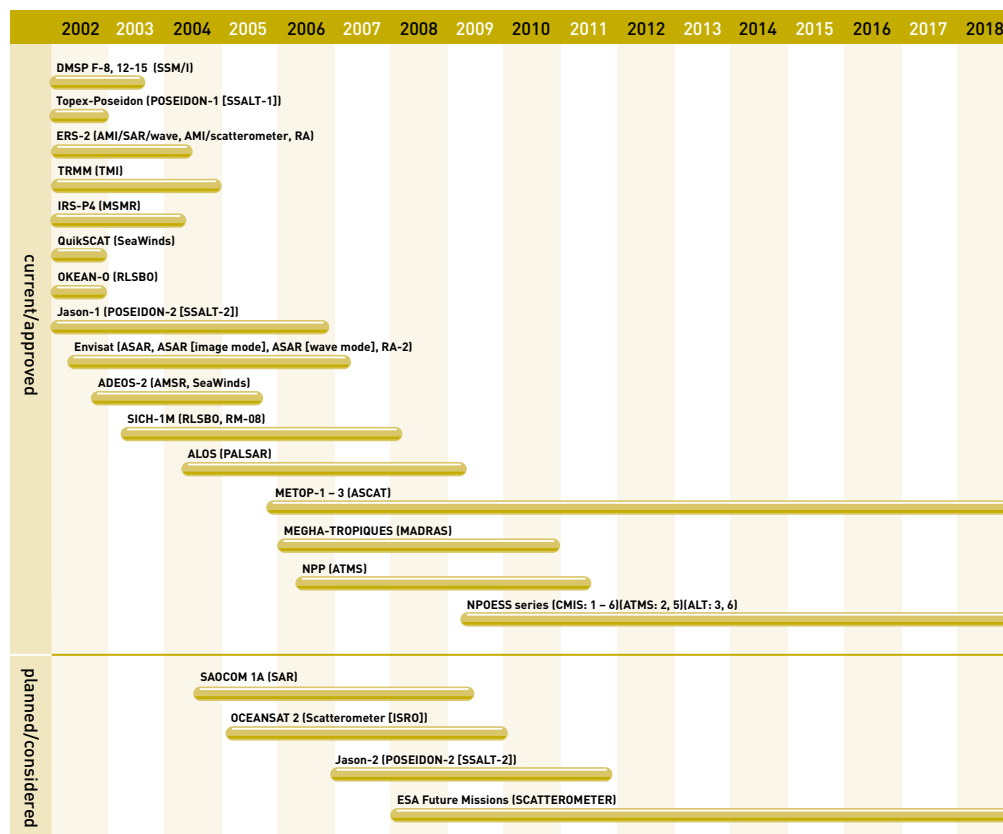 2002 2003 2004 2005 2006 2007 2008 2009 2010 2011 2012 2013 2014 2015 2016 2017 2018
current/approved
DMSP F-8, 12-15 (SSM/I)
Topex-Poseidon (POSEIDON-1 [SSALT-1])
ERS-2 (AMI/SAR/wave, AMI/scatterometer, RA)
TRMM (TMI)
IRS-P4 (MSMR)
QuikSCAT (SeaWinds)
OKEAN-O (RLSBO)
Jason-1 (POSEIDON-2 [SSALT-2])
Envisat (ASAR, ASAR [image mode], ASAR [wave mode], RA-2)
ADEOS-2 (AMSR, SeaWinds)
SICH-1M (RLSBO, RM-08)
ALOS (PALSAR)
METOP-1 – 3 (ASCAT)
MEGHA-TROPIQUES (MADRAS)
NPP (ATMS)
NPOESS series (CMIS: 1 – 6)(ATMS: 2, 5)(ALT: 3, 6)
planned/considered
SAOCOM 1A (SAR)
OCEANSAT 2 (Scatterometer [ISRO])
Jason-2 (POSEIDON-2 [SSALT-2])
ESA Future Missions (SCATTEROMETER)